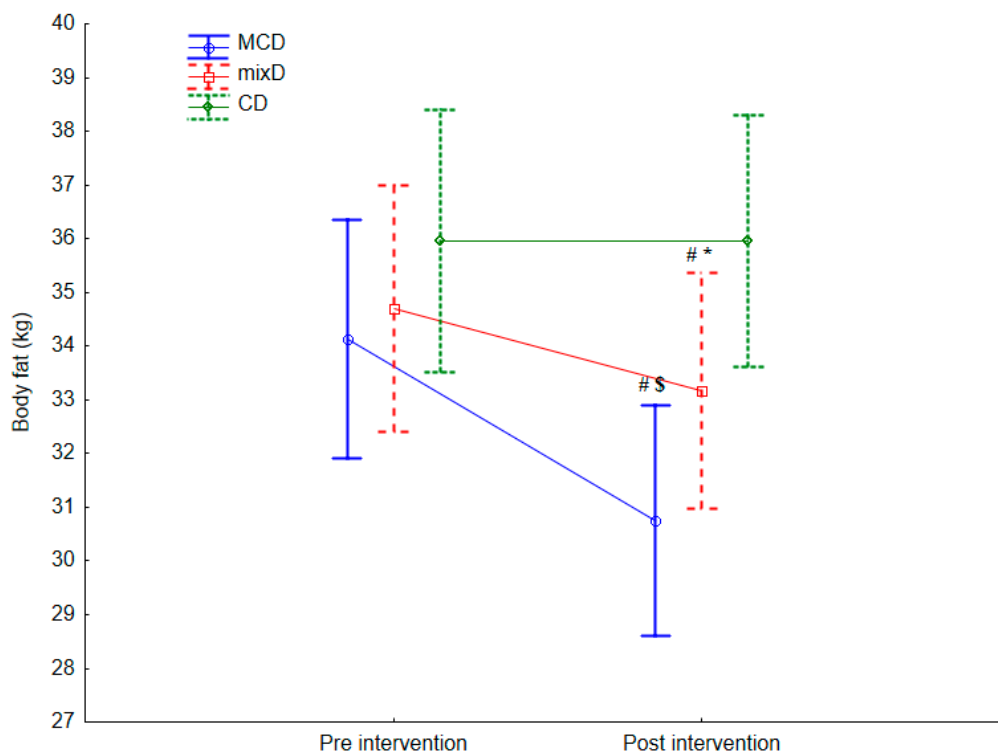 40
MCD
39
mixD
CD
38
37
36
# *
35
34
# $
33
32
31
30
29
28
27
Body fat (kg)
Pre intervention
Post intervention